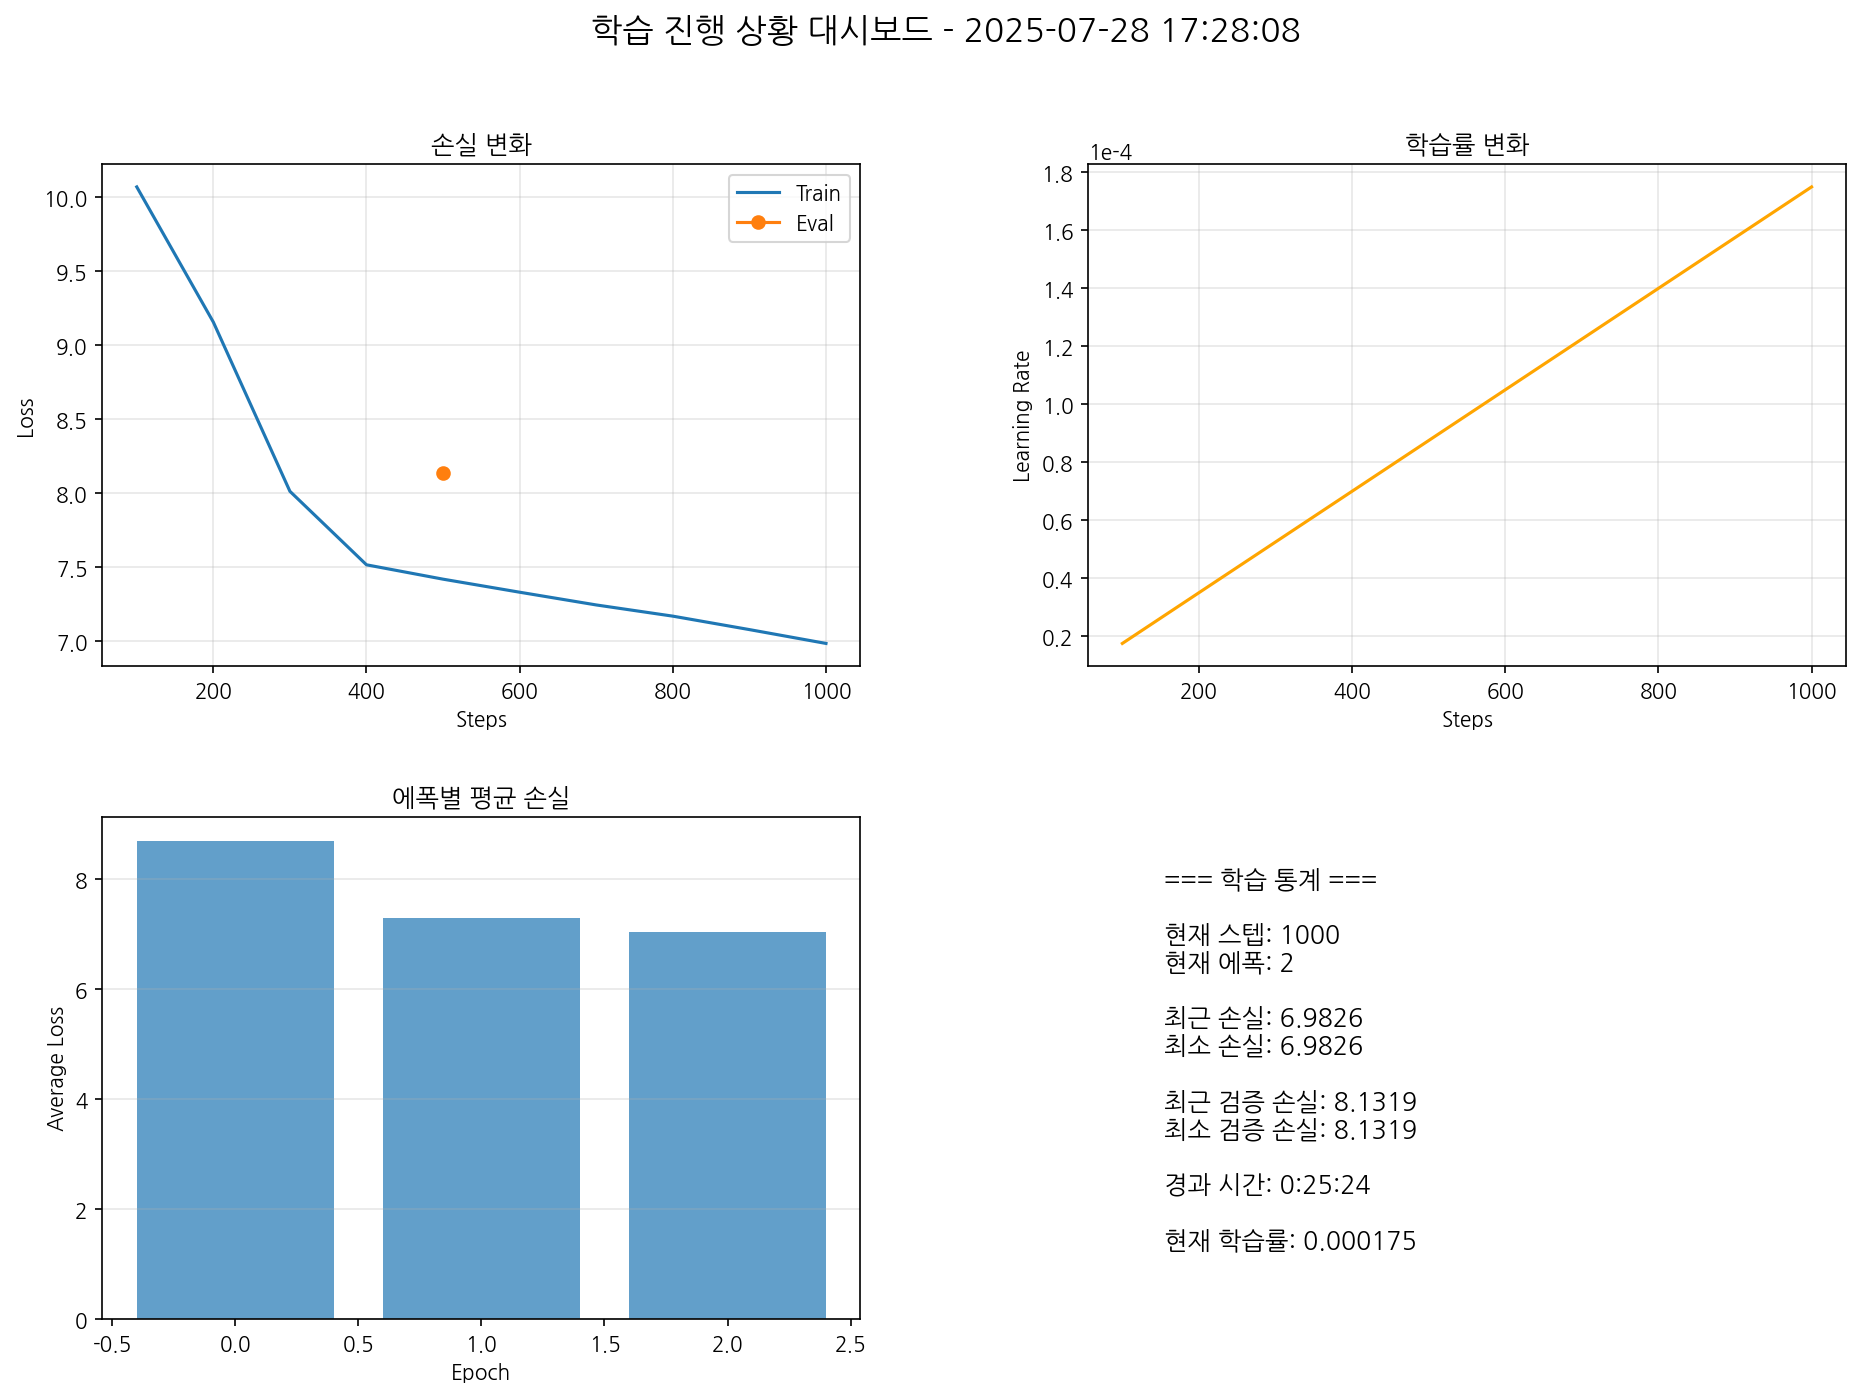 학습 진행 상황 대시보드 - 2025-07-28 17:28:08
손실 변화
10.0
9.5
9.0
8.5
8.0
7.5
7.0
Loss
Train
Eval
200
400
600
800
1000
Steps
학습률 변화
1e-4
1.8
1.6
1.4
1.2
1.0
0.8
0.6
0.4
0.2
Learning Rate
200
400
600
800
1000
Steps
에폭별 평균 손실
8
6
4
2
0
Average Loss
-0.5
0.0
0.5
1.0
1.5
2.0
2.5
Epoch
=== 학습 통계 ===
현재 스텝: 1000
현재 에폭: 2
최근 손실: 6.9826
최소 손실: 6.9826
최근 검증 손실: 8.1319
최소 검증 손실: 8.1319
경과 시간: 0:25:24
현재 학습률: 0.000175